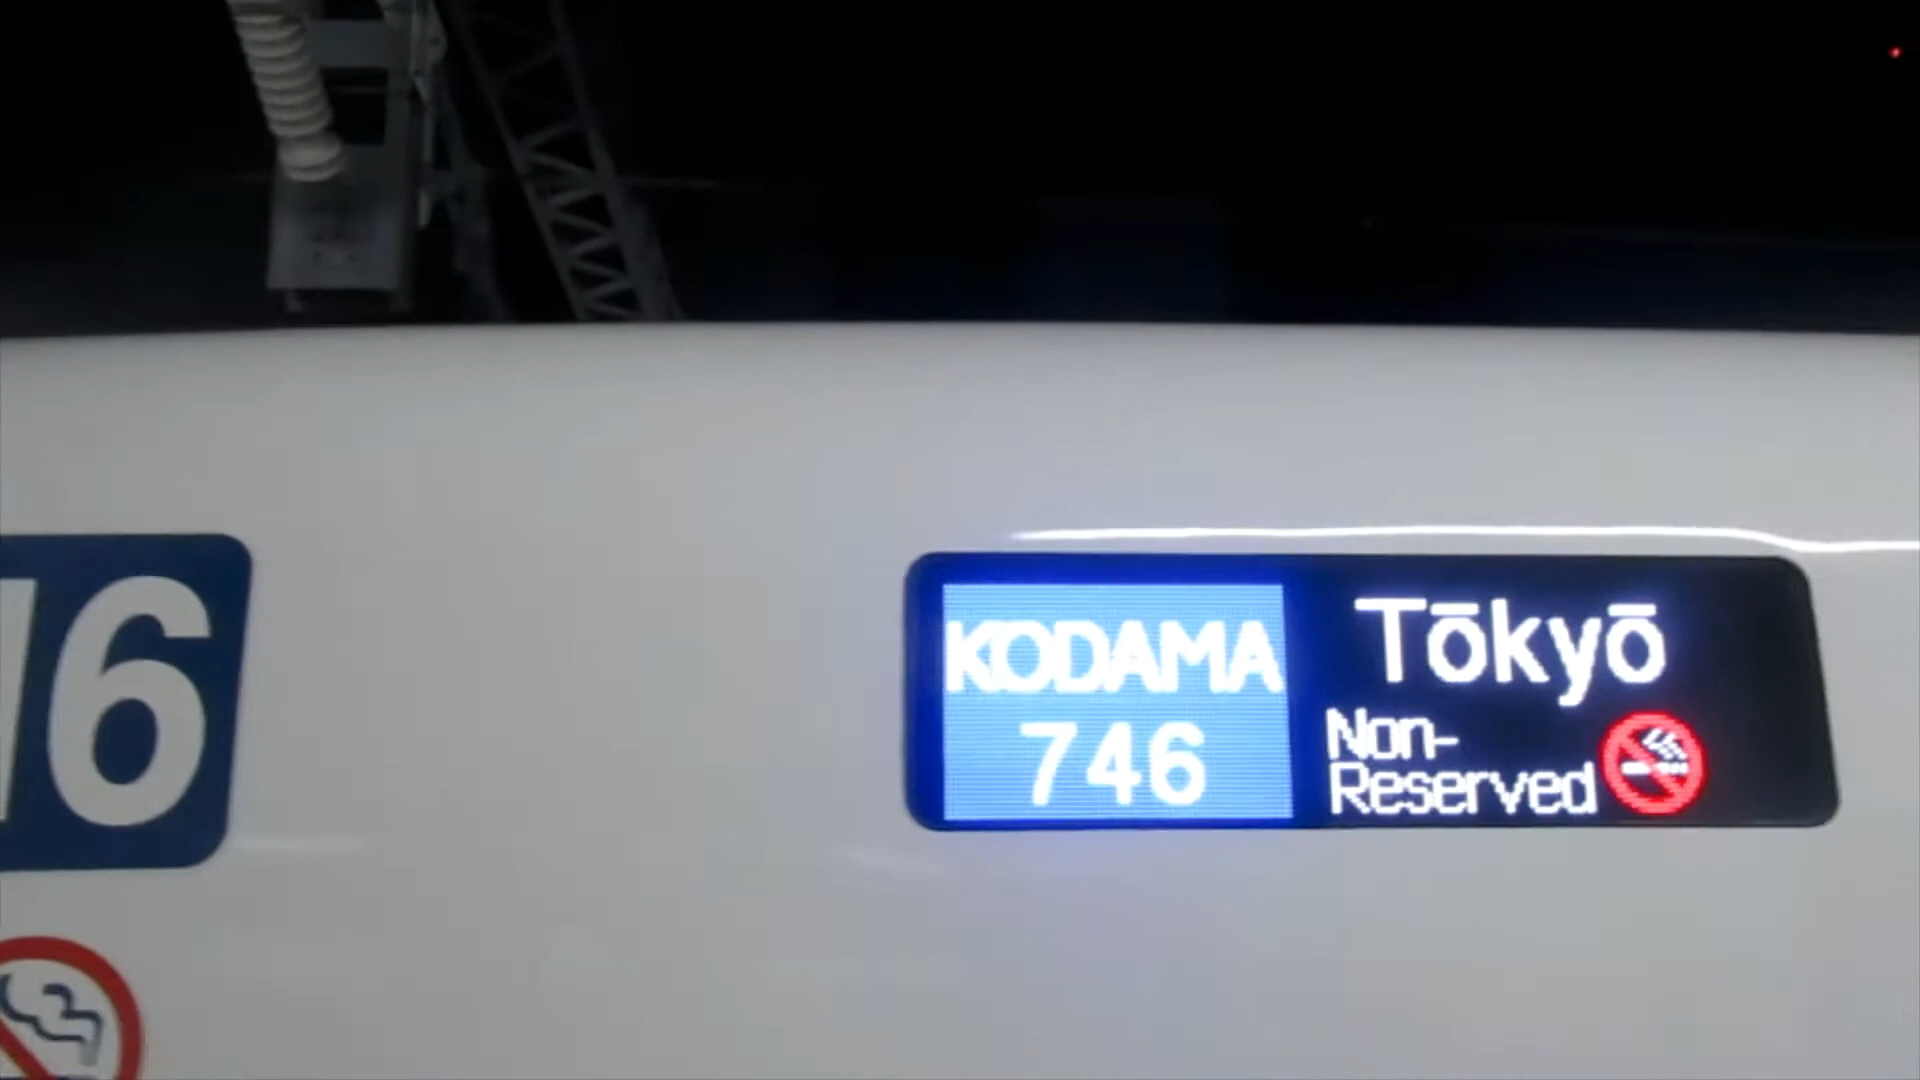 16
KODAMA
746
Tōkyō
Non-
Reserved